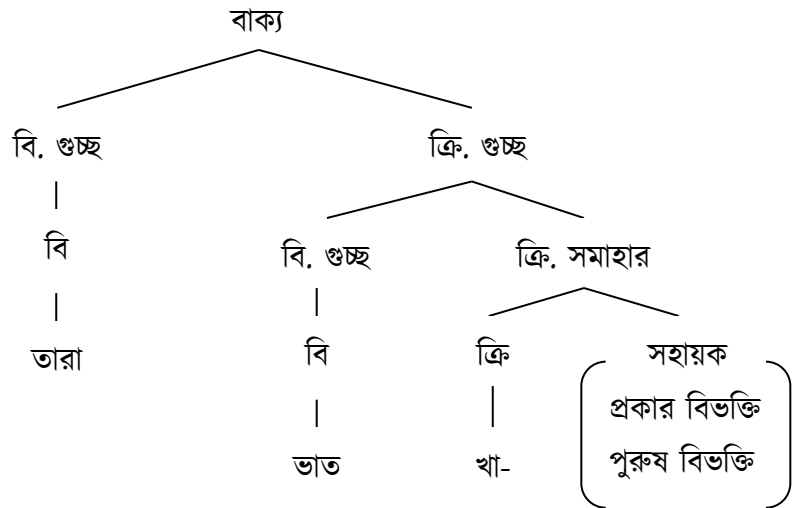 বাক্য
বি. গুচ্ছ ক্রি. গুচ্ছ
বি বি. গুচ্ছ ক্রি. সমাহার
তারা বি ক্রি সহায়ক
প্রকার বিভক্তি
ভাত খা- পুরুষ বিভক্তি